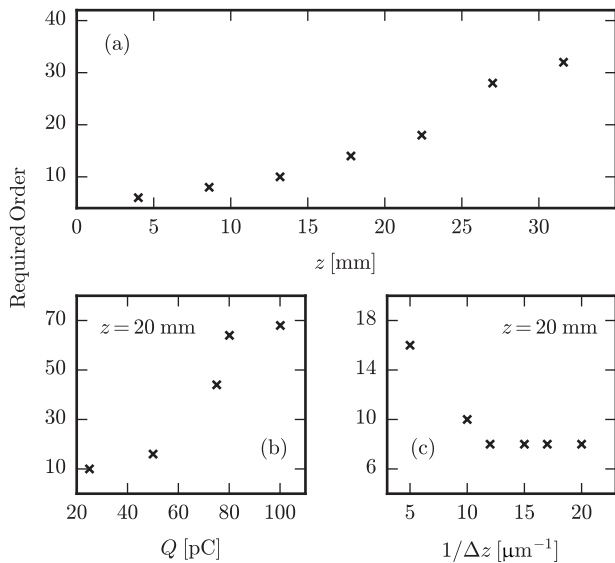 Required Order
40
30
20
10
(a)
0 5 10 15 20 25 30
z [mm]
70
50
30
10
z = 20 mm
(b)
20 40 60 80 100
Q [pC]
18
14
10
6
z = 20 mm
(c)
5 10 15 20
1/Δz [μm⁻¹]